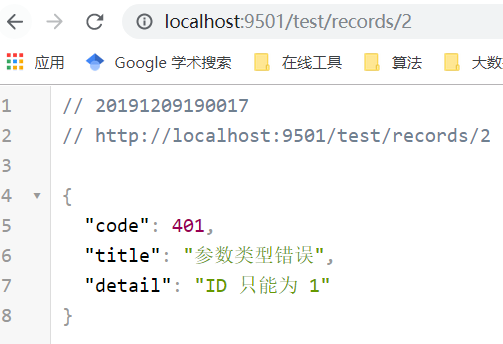 localhost:9501/test/records/2
应用 Google 学术搜索 在线工具 算法 大数
1 // 20191209190017
2 // http://localhost:9501/test/records/2
3
4 {
5 "code": 401,
6 "title": "参数类型错误",
7 "detail": "ID 只能为 1"
8 }